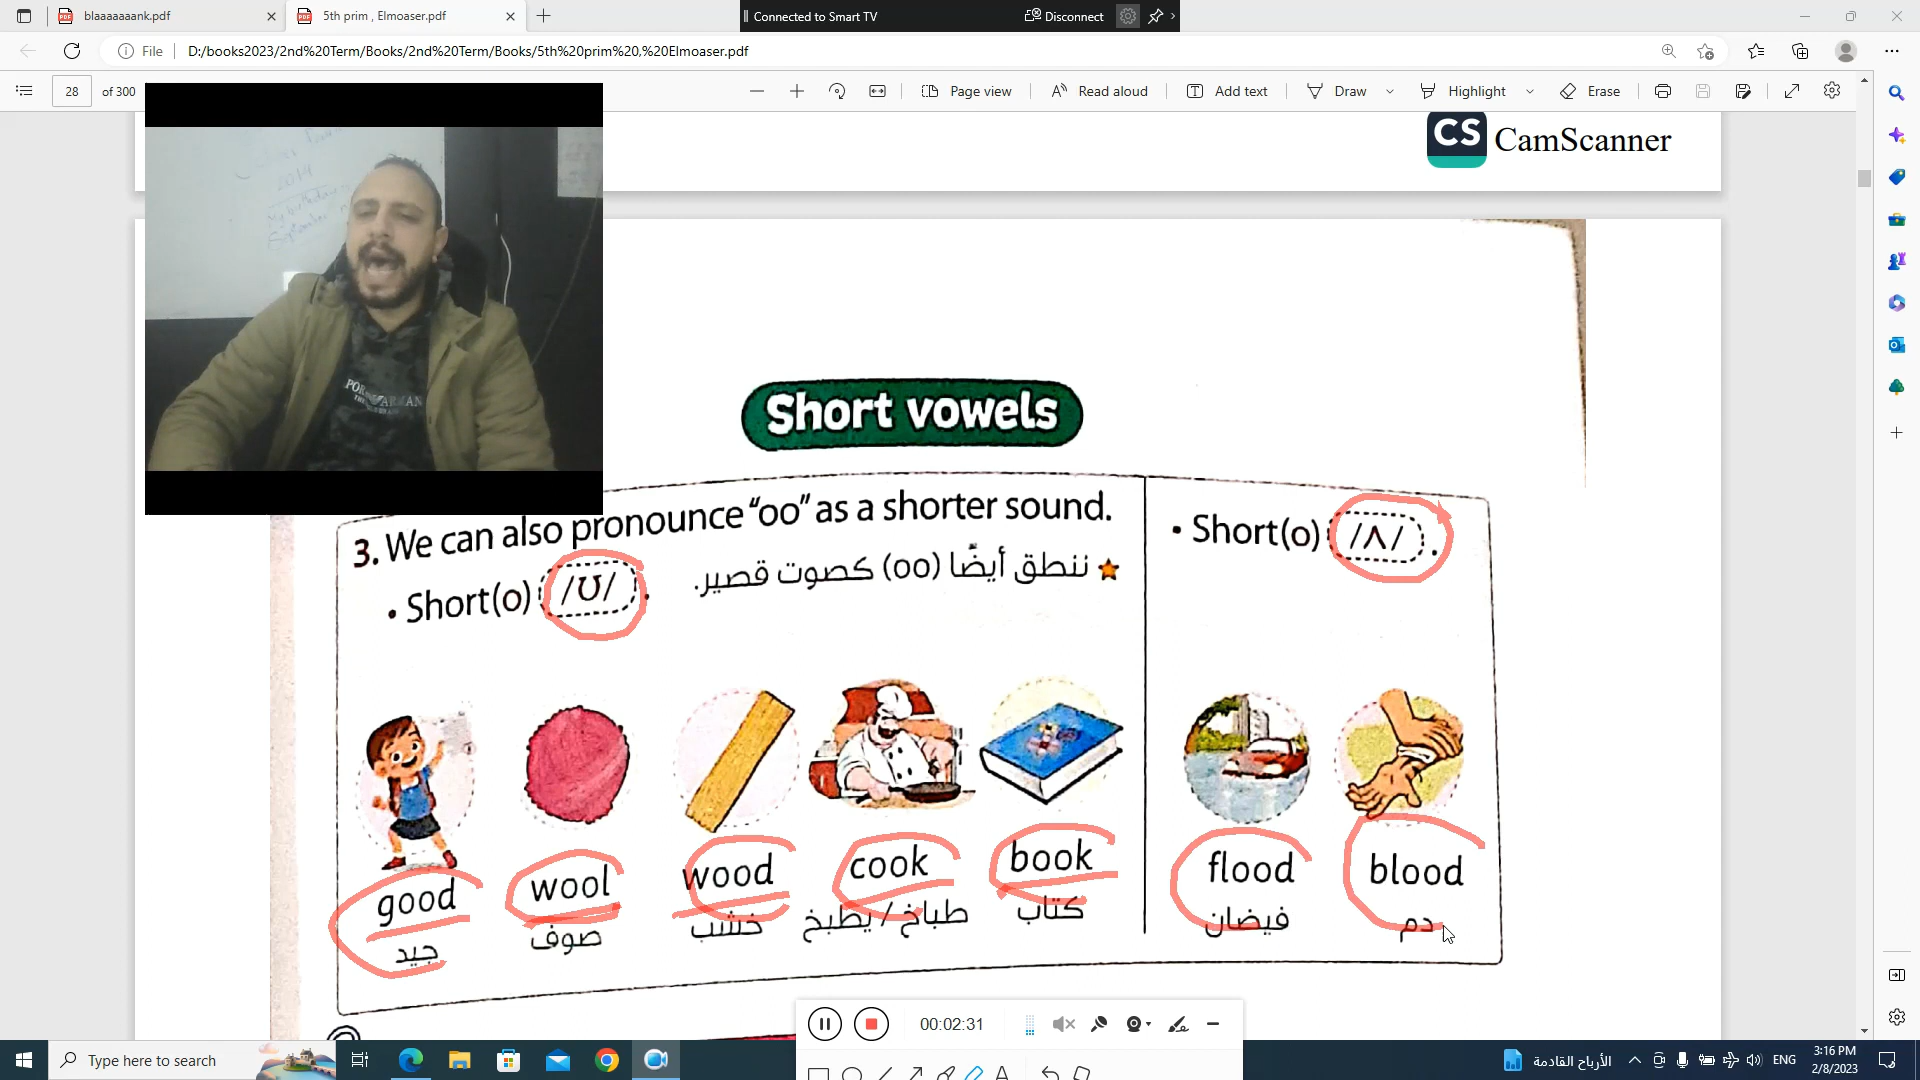 blaaaaaaank.pdf
5th prim , Elmoaser.pdf
Connected to Smart TV
Disconnect
File
D:/books2023/2nd%20Term/Books/2nd%20Term/Books/5th%20prim%20,%20Elmoaser.pdf
28 of 300
Page view
Read aloud
Add text
Draw
Highlight
Erase
CS CamScanner
2014
September
Short vowels
3. We can also pronounce "oo" as a shorter sound.
ننطق أيضًا (oo) كصوت قصير.
• Short(o) /ʊ/ .
• Short(o) /ʌ/ .
good wool wood cook book flood blood
جيد صوف خشب طباخ / يطبخ كتاب فيضان دم
00:02:31
Type here to search
الأرباح القادمة
ENG
3:16 PM
2/8/2023